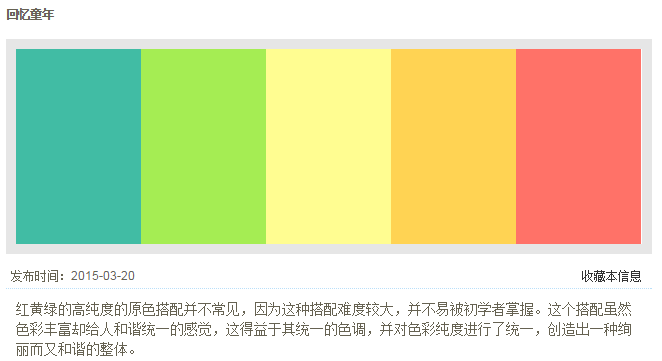 回忆童年
发布时间：2015-03-20
收藏本信息
红黄绿的高纯度的原色搭配并不常见，因为这种搭配难度较大，并不易被初学者掌握。这个搭配虽然
色彩丰富却给人和谐统一的感觉，这得益于其统一的色调，并对色彩纯度进行了统一，创造出一种绚
丽而又和谐的整体。